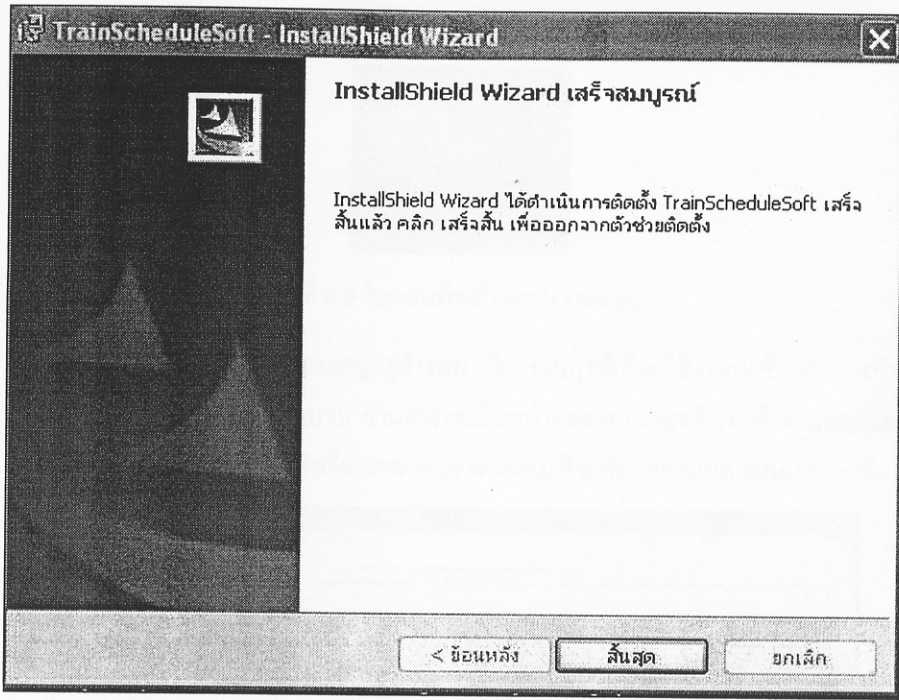 TrainScheduleSoft - InstallShield Wizard
InstallShield Wizard เสร็จสมบูรณ์
InstallShield Wizard ได้ดำเนินการติดตั้ง TrainScheduleSoft เสร็จ
สิ้นแล้ว คลิก เสร็จสิ้น เพื่อออกจากตัวช่วยติดตั้ง
< ย้อนหลัง
สิ้นสุด
ยกเลิก